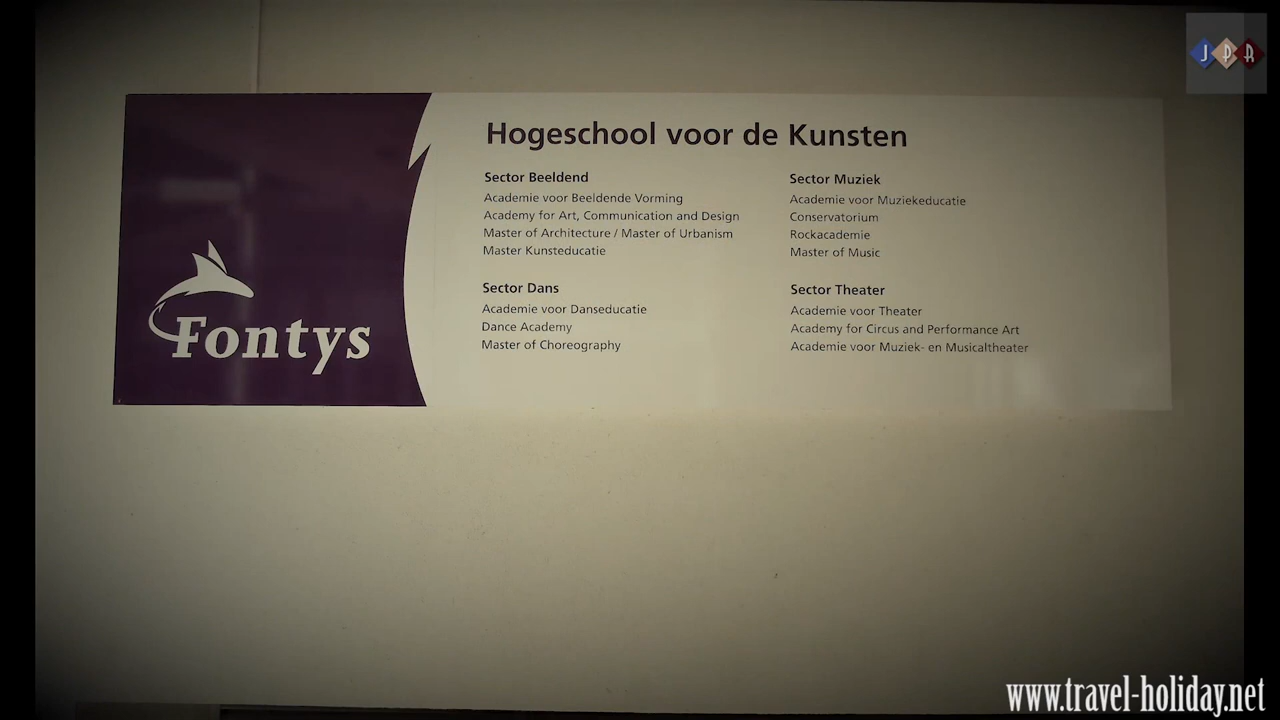 JPR
Fontys
Hogeschool voor de Kunsten
Sector Beeldend
Academie voor Beeldende Vorming
Academy for Art, Communication and Design
Master of Architecture / Master of Urbanism
Master Kunsteducatie
Sector Dans
Academie voor Danseducatie
Dance Academy
Master of Choreography
Sector Muziek
Academie voor Muziekeducatie
Conservatorium
Rockacademie
Master of Music
Sector Theater
Academie voor Theater
Academy for Circus and Performance Art
Academie voor Muziek- en Musicaltheater
www.travel-holiday.net